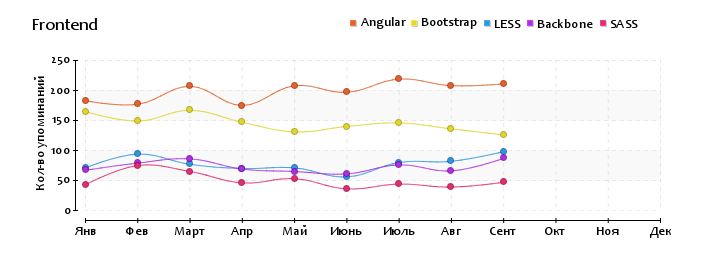 Frontend
Angular Bootstrap LESS Backbone SASS
Кол-во упоминаний
250
200
150
100
50
0
Янв Фев Март Апр Май Июнь Июль Авг Сент Окт Ноя Дек